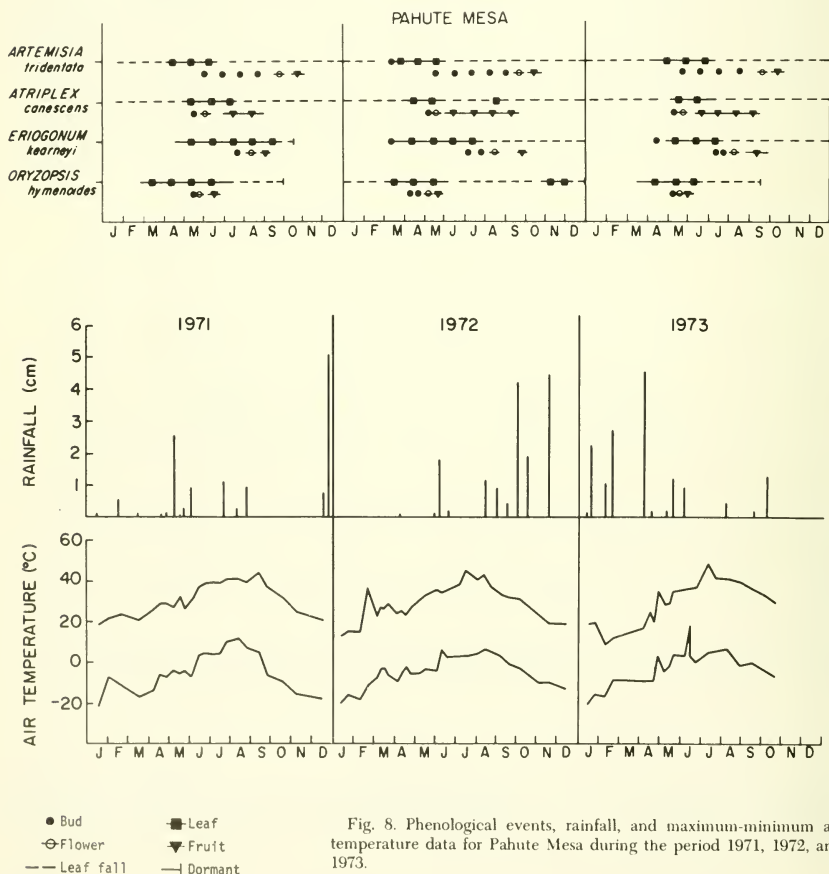 PAHUTE MESA
ARTEMISIA
tridentata
ATRIPLEX
canescens
ERIOGONUM
kearneyi
ORYZOPSIS
hymenoides
J F M A M J J A S O N D J F M A M J J A S O N D J F M A M J J A S O N D
1971 1972 1973
RAINFALL (cm)
6
5
4
3
2
1
AIR TEMPERATURE (°C)
60
40
20
0
-20
J F M A M J J A S O N D J F M A M J J A S O N D J F M A M J J A S O N D
Bud Leaf
Flower Fruit
Leaf fall Dormant
Fig. 8. Phenological events, rainfall, and maximum-minimum a
temperature data for Pahute Mesa during the period 1971, 1972, an
1973.